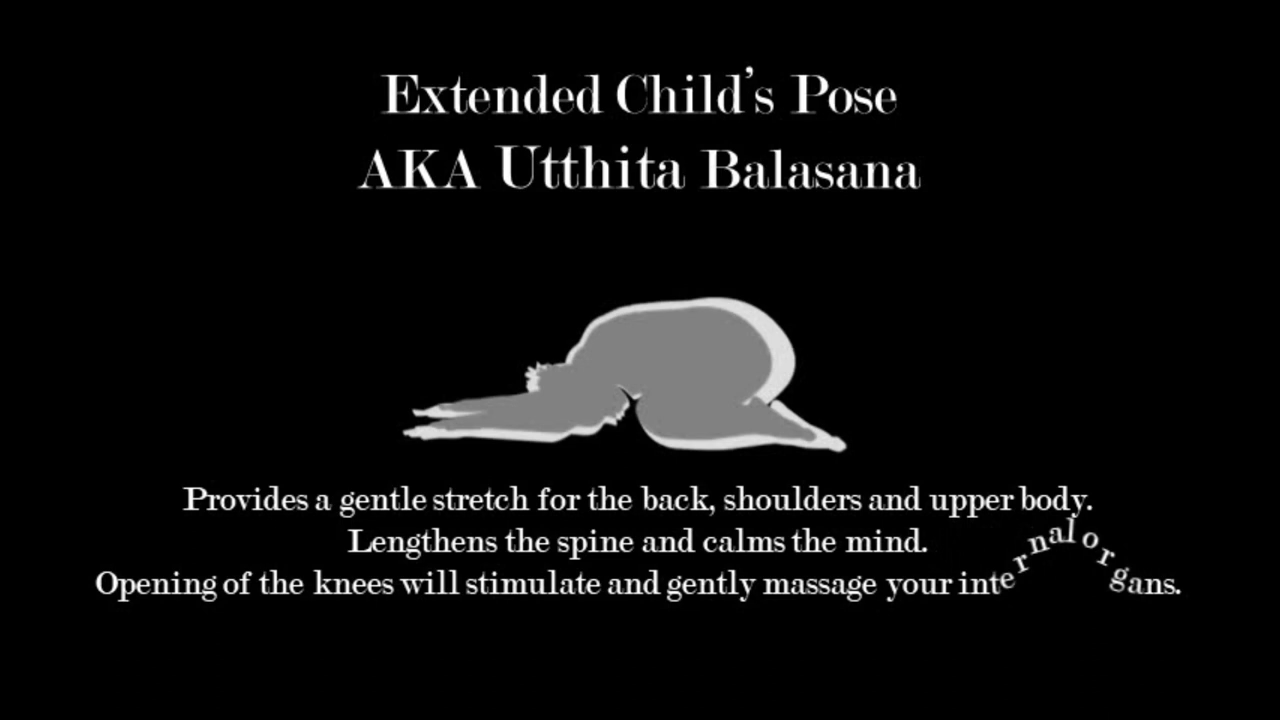 Extended Child's Pose
AKA Utthita Balasana
Provides a gentle stretch for the back, shoulders and upper body.
Lengthens the spine and calms the mind.
Opening of the knees will stimulate and gently massage your internal organs.